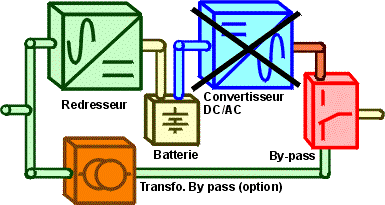 Redresseur
Convertisseur
DC/AC
Batterie
By-pass
Transfo. By pass (option)